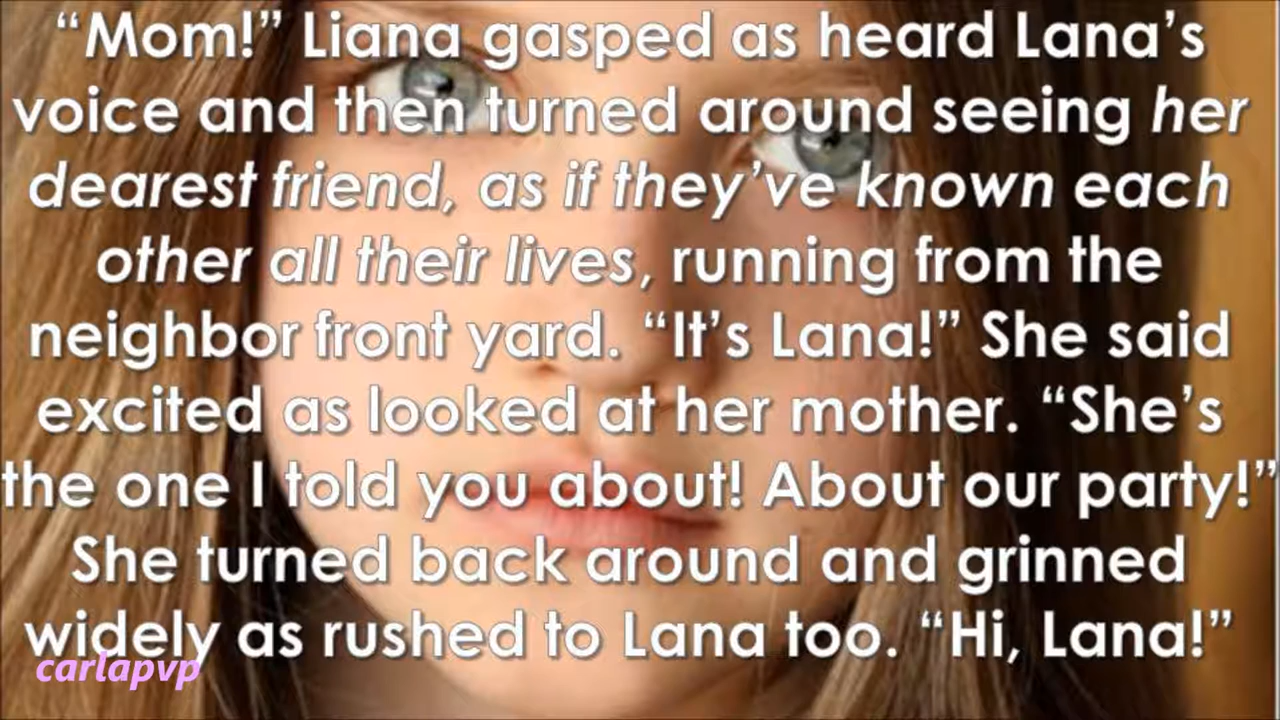 “Mom!” Liana gasped as heard Lana’s
voice and then turned around seeing her
dearest friend, as if they’ve known each
other all their lives, running from the
neighbor front yard. “It’s Lana!” She said
excited as looked at her mother. “She’s
the one I told you about! About our party!”
She turned back around and grinned
widely as rushed to Lana too. “Hi, Lana!”
carlapvp